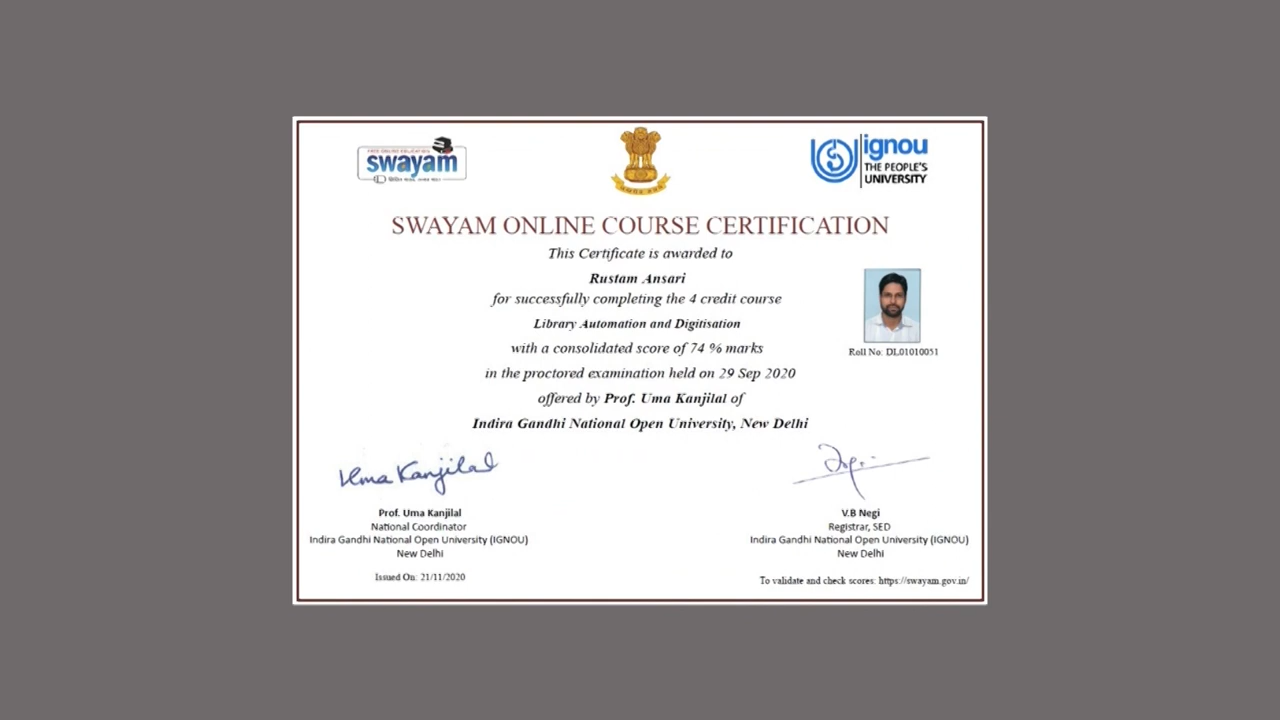 FREE ONLINE EDUCATION
swayam
ignou
THE PEOPLE'S
UNIVERSITY
SWAYAM ONLINE COURSE CERTIFICATION
This Certificate is awarded to
Rustam Ansari
for successfully completing the 4 credit course
Library Automation and Digitisation
with a consolidated score of 74 % marks
in the proctored examination held on 29 Sep 2020
offered by Prof. Uma Kanjilal of
Indira Gandhi National Open University, New Delhi
Roll No: DL01010051
Uma Kanjilal
Prof. Uma Kanjilal
National Coordinator
Indira Gandhi National Open University (IGNOU)
New Delhi
Issued On: 21/11/2020
V.B Negi
Registrar, SED
Indira Gandhi National Open University (IGNOU)
New Delhi
To validate and check scores: https://swayam.gov.in/